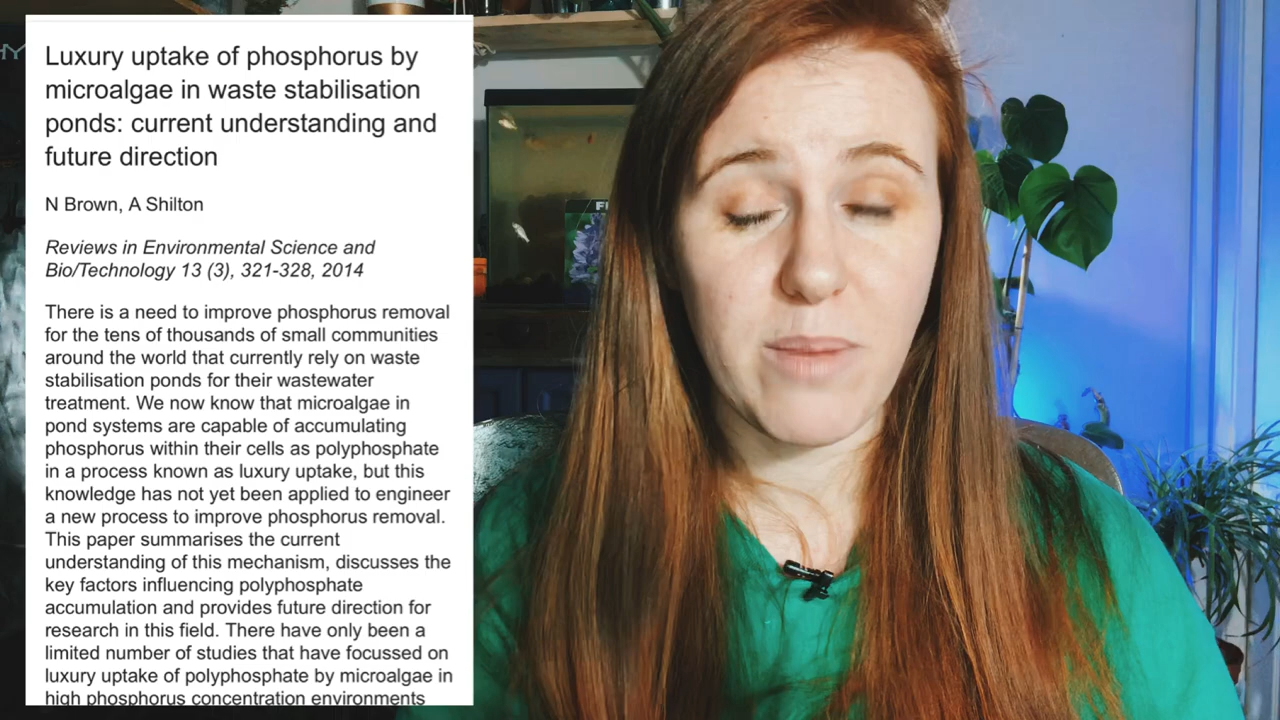 Luxury uptake of phosphorus by
microalgae in waste stabilisation
ponds: current understanding and
future direction
N Brown, A Shilton
Reviews in Environmental Science and
Bio/Technology 13 (3), 321-328, 2014
There is a need to improve phosphorus removal
for the tens of thousands of small communities
around the world that currently rely on waste
stabilisation ponds for their wastewater
treatment. We now know that microalgae in
pond systems are capable of accumulating
phosphorus within their cells as polyphosphate
in a process known as luxury uptake, but this
knowledge has not yet been applied to engineer
a new process to improve phosphorus removal.
This paper summarises the current
understanding of this mechanism, discusses the
key factors influencing polyphosphate
accumulation and provides future direction for
research in this field. There have only been a
limited number of studies that have focussed on
luxury uptake of polyphosphate by microalgae in
high phosphorus concentration environments